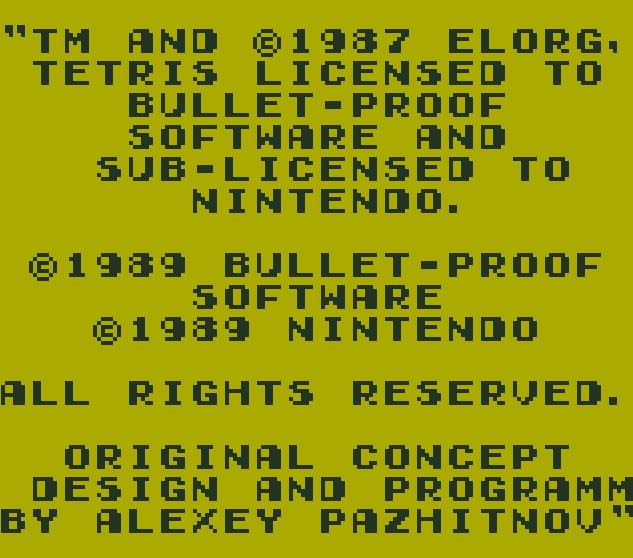 "TM AND ©1987 ELORG,
TETRIS LICENSED TO
BULLET-PROOF
SOFTWARE AND
SUB-LICENSED TO
NINTENDO.
©1989 BULLET-PROOF
SOFTWARE
©1989 NINTENDO
ALL RIGHTS RESERVED.
ORIGINAL CONCEPT
DESIGN AND PROGRAMM
BY ALEXEY PAZHITNOV"